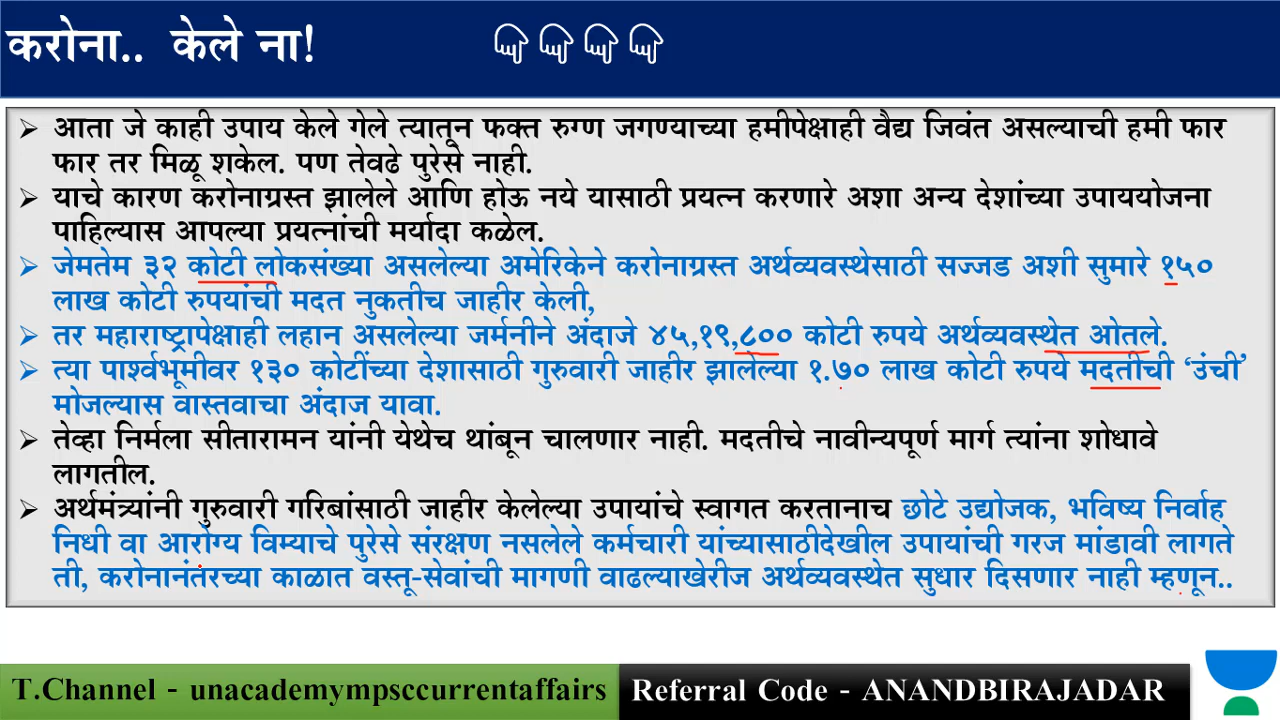 करोना.. केले ना!
➢ आता जे काही उपाय केले गेले त्यातून फक्त रुग्ण जगण्याच्या हमीपेक्षाही वैद्य जिवंत असल्याची हमी फार
फार तर मिळू शकेल. पण तेवढे पुरेसे नाही.
➢ याचे कारण करोनाग्रस्त झालेले आणि होऊ नये यासाठी प्रयत्न करणारे अशा अन्य देशांच्या उपाययोजना
पाहिल्यास आपल्या प्रयत्नांची मर्यादा कळेल.
➢ जेमतेम ३२ कोटी लोकसंख्या असलेल्या अमेरिकेने करोनाग्रस्त अर्थव्यवस्थेसाठी सज्जड अशी सुमारे १५०
लाख कोटी रुपयांची मदत नुकतीच जाहीर केली,
➢ तर महाराष्ट्रापेक्षाही लहान असलेल्या जर्मनीने अंदाजे ४५,१९,८०० कोटी रुपये अर्थव्यवस्थेत ओतले.
➢ त्या पार्श्वभूमीवर १३० कोटींच्या देशासाठी गुरुवारी जाहीर झालेल्या १.७० लाख कोटी रुपये मदतीची ‘उंची’
मोजल्यास वास्तवाचा अंदाज यावा.
➢ तेव्हा निर्मला सीतारामन यांनी येथेच थांबून चालणार नाही. मदतीचे नावीन्यपूर्ण मार्ग त्यांना शोधावे
लागतील.
➢ अर्थमंत्र्यांनी गुरुवारी गरिबांसाठी जाहीर केलेल्या उपायांचे स्वागत करतानाच छोटे उद्योजक, भविष्य निर्वाह
निधी वा आरोग्य विम्याचे पुरेसे संरक्षण नसलेले कर्मचारी यांच्यासाठीदेखील उपायांची गरज मांडावी लागते
ती, करोनानंतरच्या काळात वस्तू-सेवांची मागणी वाढल्याखेरीज अर्थव्यवस्थेत सुधार दिसणार नाही म्हणून..
T.Channel - unacademympsccurrentaffairs
Referral Code - ANANDBIRAJADAR